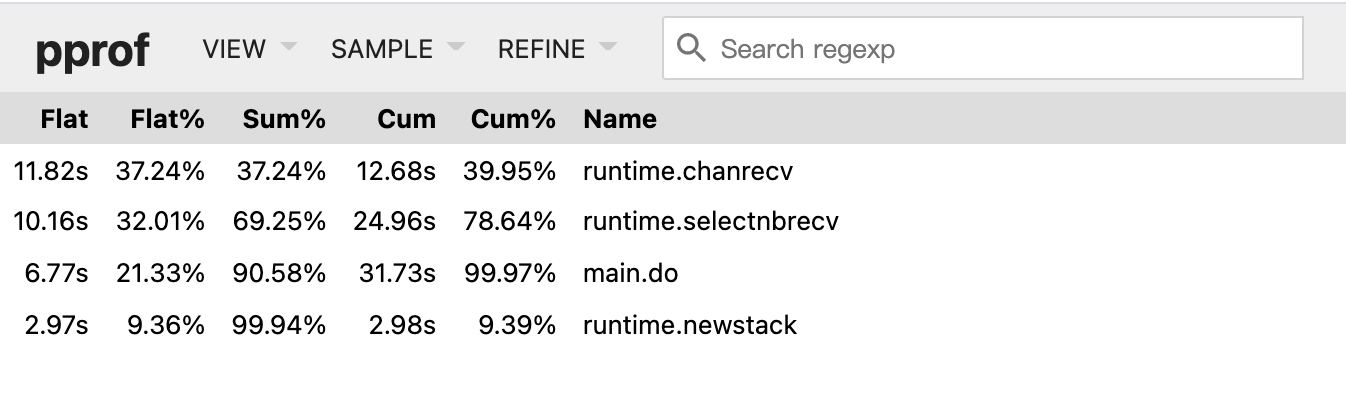 pprof VIEW SAMPLE REFINE Search regexp
Flat Flat% Sum% Cum Cum% Name
11.82s 37.24% 37.24% 12.68s 39.95% runtime.chanrecv
10.16s 32.01% 69.25% 24.96s 78.64% runtime.selectnbrecv
6.77s 21.33% 90.58% 31.73s 99.97% main.do
2.97s 9.36% 99.94% 2.98s 9.39% runtime.newstack